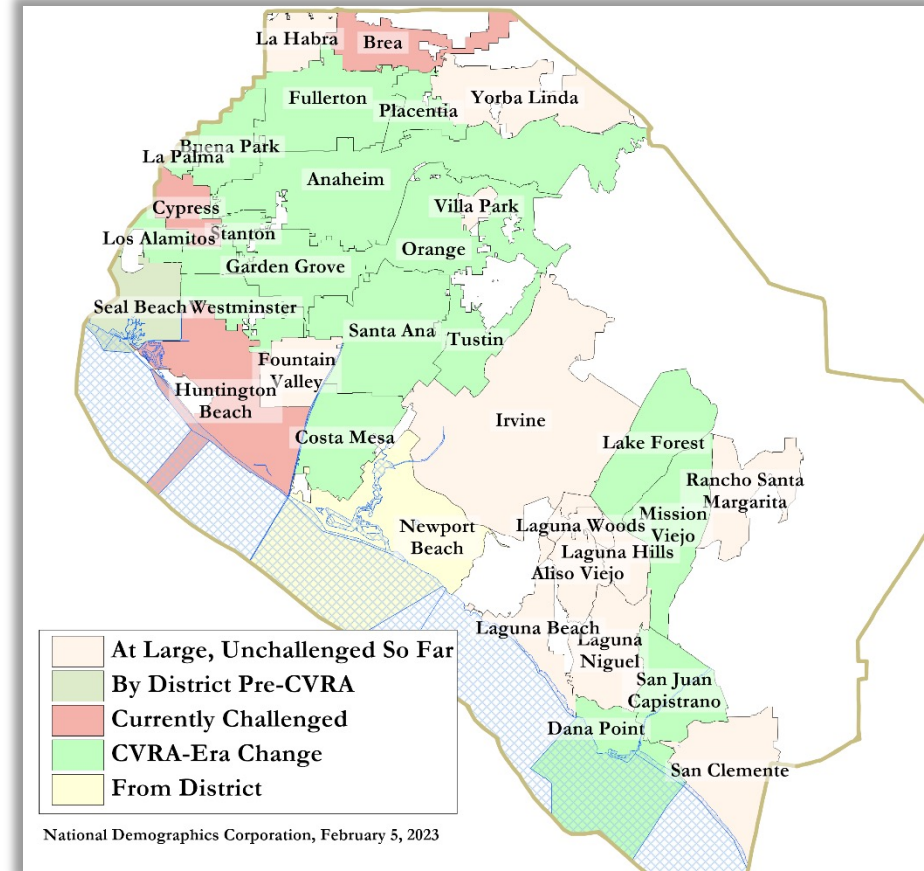 La Habra
Brea
Fullerton
Yorba Linda
Placentia
Buena Park
La Palma
Anaheim
Cypress
Villa Park
Stanton
Los Alamitos
Orange
Garden Grove
Seal Beach
Westminster
Santa Ana
Tustin
Fountain
Valley
Huntington
Beach
Irvine
Costa Mesa
Lake Forest
Rancho Santa
Margarita
Newport
Beach
Laguna Woods
Mission
Viejo
Laguna Hills
Aliso Viejo
Laguna Beach
Laguna
Niguel
San Juan
Capistrano
Dana Point
San Clemente
At Large, Unchallenged So Far
By District Pre-CVRA
Currently Challenged
CVRA-Era Change
From District
National Demographics Corporation, February 5, 2023